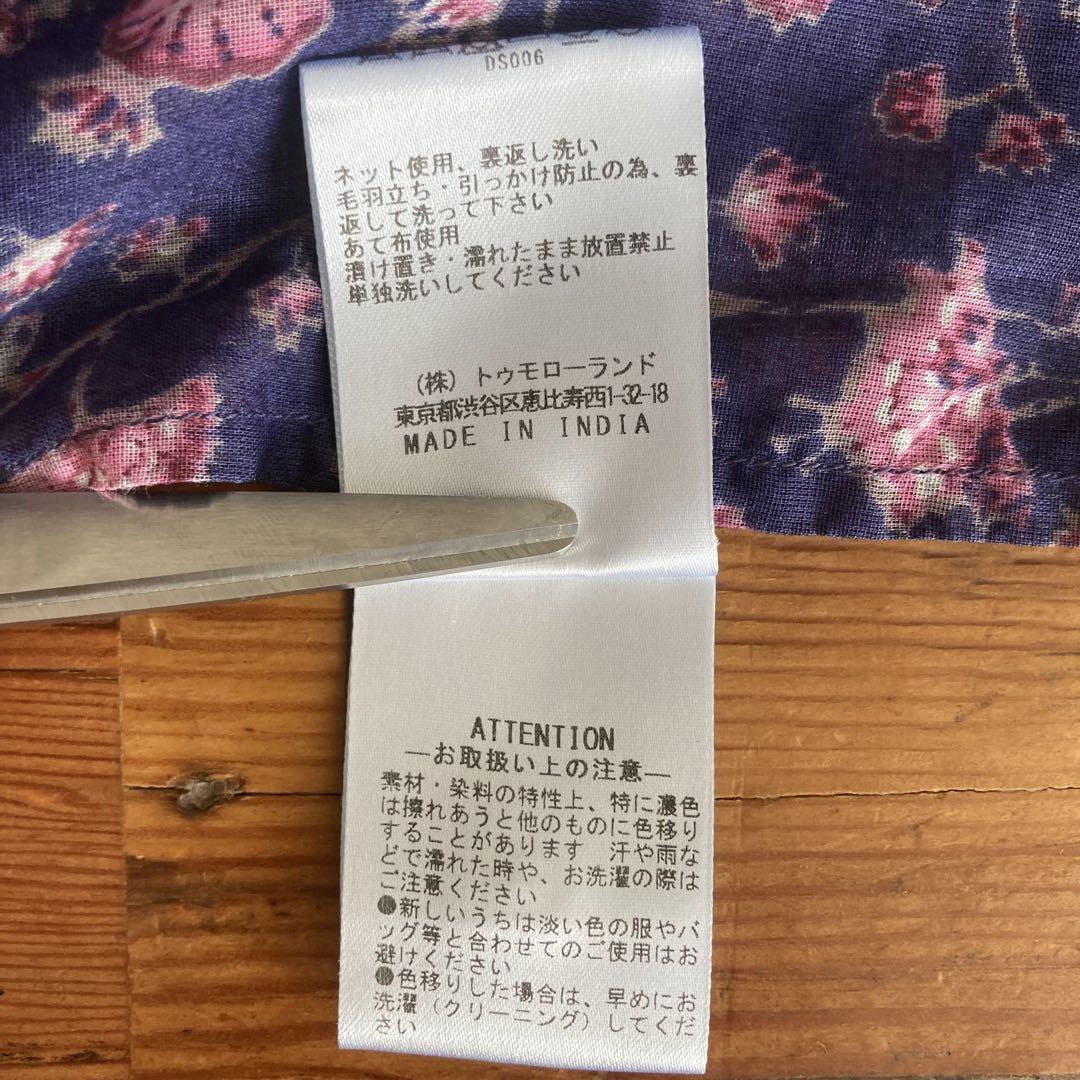 DS006
ネット使用、裏返し洗い
毛羽立ち・引っかけ防止の為、裏
返して洗って下さい
あて布使用
漬け置き・濡れたまま放置禁止
単独洗いしてください
(株)トゥモローランド
東京都渋谷区恵比寿西1-32-18
MADE IN INDIA
ATTENTION
―お取扱い上の注意―
素材・染料の特性上、特に濃色
は擦れあうと他のものに色移り
することがあります 汗や雨な
どで濡れた時や、お洗濯の際は
ご注意ください
●新しいうちは淡い色の服やバ
ッグ等と合わせてのご使用はお
避けください
●色移りした場合は、早めにお
洗濯(クリーニング)してくだ
さい